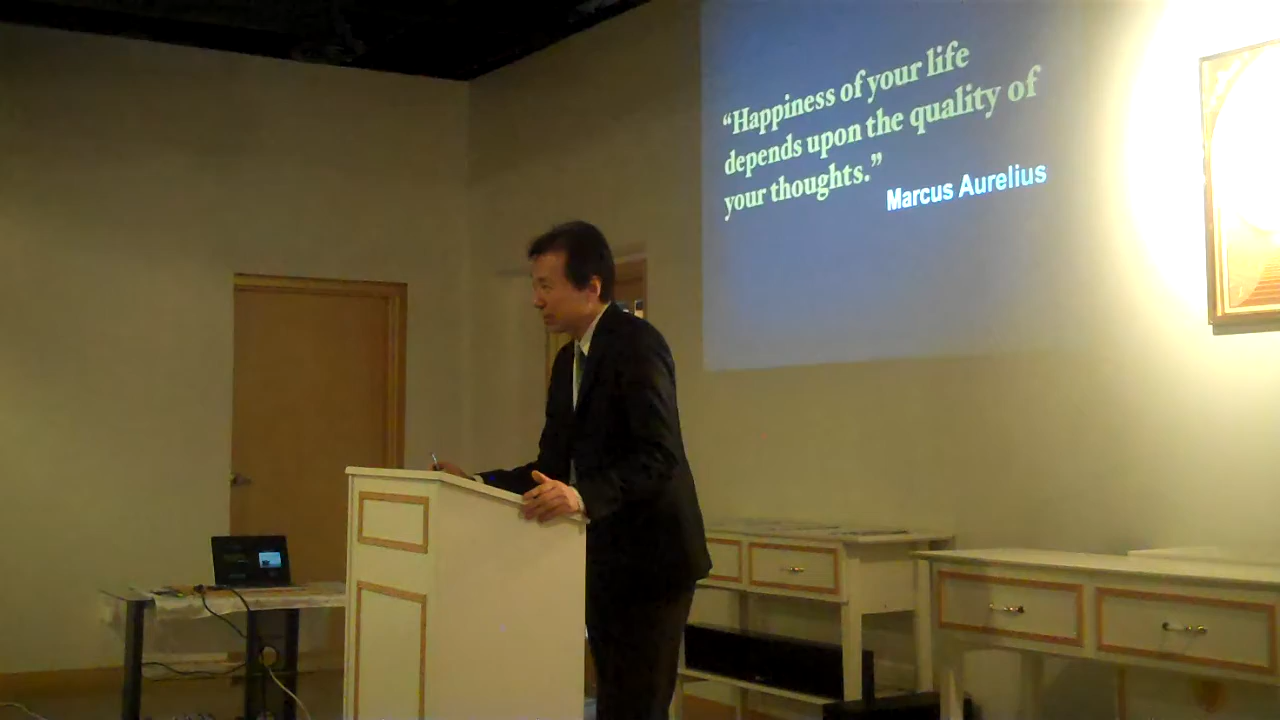 “Happiness of your life
depends upon the quality of
your thoughts.”
Marcus Aurelius